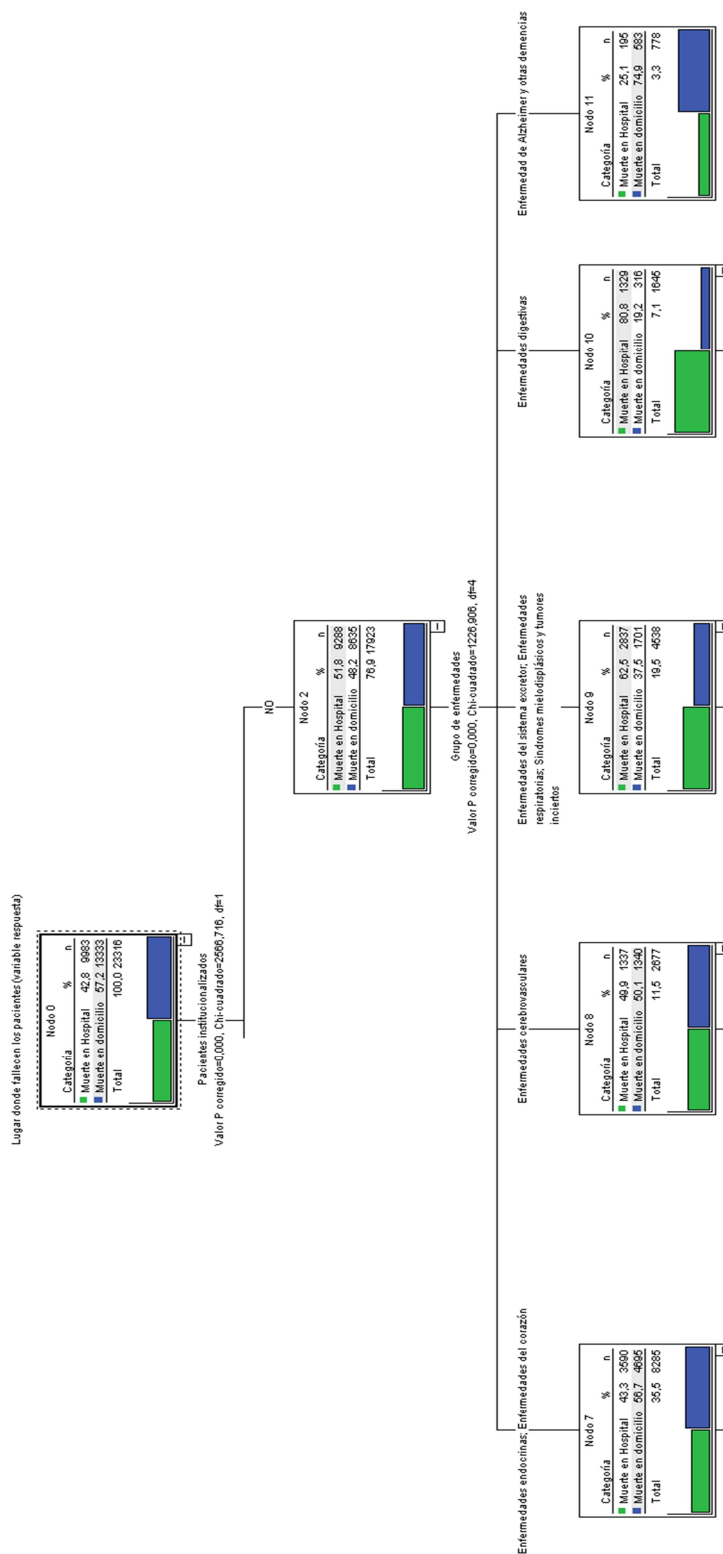 Lugar donde fallecen los pacientes (variable respuesta)
Nodo 0
Categoría % n
Muerte en Hospital 42,8 9983
Muerte en domicilio 57,2 13333
Total 100,0 23316
Pacientes institucionalizados
Valor P corregido=0,000, Chi-cuadrado=2566,716, df=1
NO
Nodo 2
Categoría % n
Muerte en Hospital 51,8 9288
Muerte en domicilio 48,2 8635
Total 76,9 17923
Grupo de enfermedades
Valor P corregido=0,000, Chi-cuadrado=1226,906, df=4
Enfermedades endocrinas; Enfermedades del corazón
Nodo 7
Categoría % n
Muerte en Hospital 43,3 3590
Muerte en domicilio 56,7 4695
Total 35,5 8285
Enfermedades cerebrovasculares
Nodo 8
Categoría % n
Muerte en Hospital 49,9 1337
Muerte en domicilio 50,1 1340
Total 11,5 2677
Enfermedades del sistema excretor; Enfermedades
respiratorias; Síndromes mielodisplásicos y tumores
inciertos
Nodo 9
Categoría % n
Muerte en Hospital 62,5 2837
Muerte en domicilio 37,5 1701
Total 19,5 4538
Enfermedades digestivas
Nodo 10
Categoría % n
Muerte en Hospital 80,8 1329
Muerte en domicilio 19,2 316
Total 7,1 1645
Enfermedad de Alzheimer y otras demencias
Nodo 11
Categoría % n
Muerte en Hospital 25,1 195
Muerte en domicilio 74,9 583
Total 3,3 778